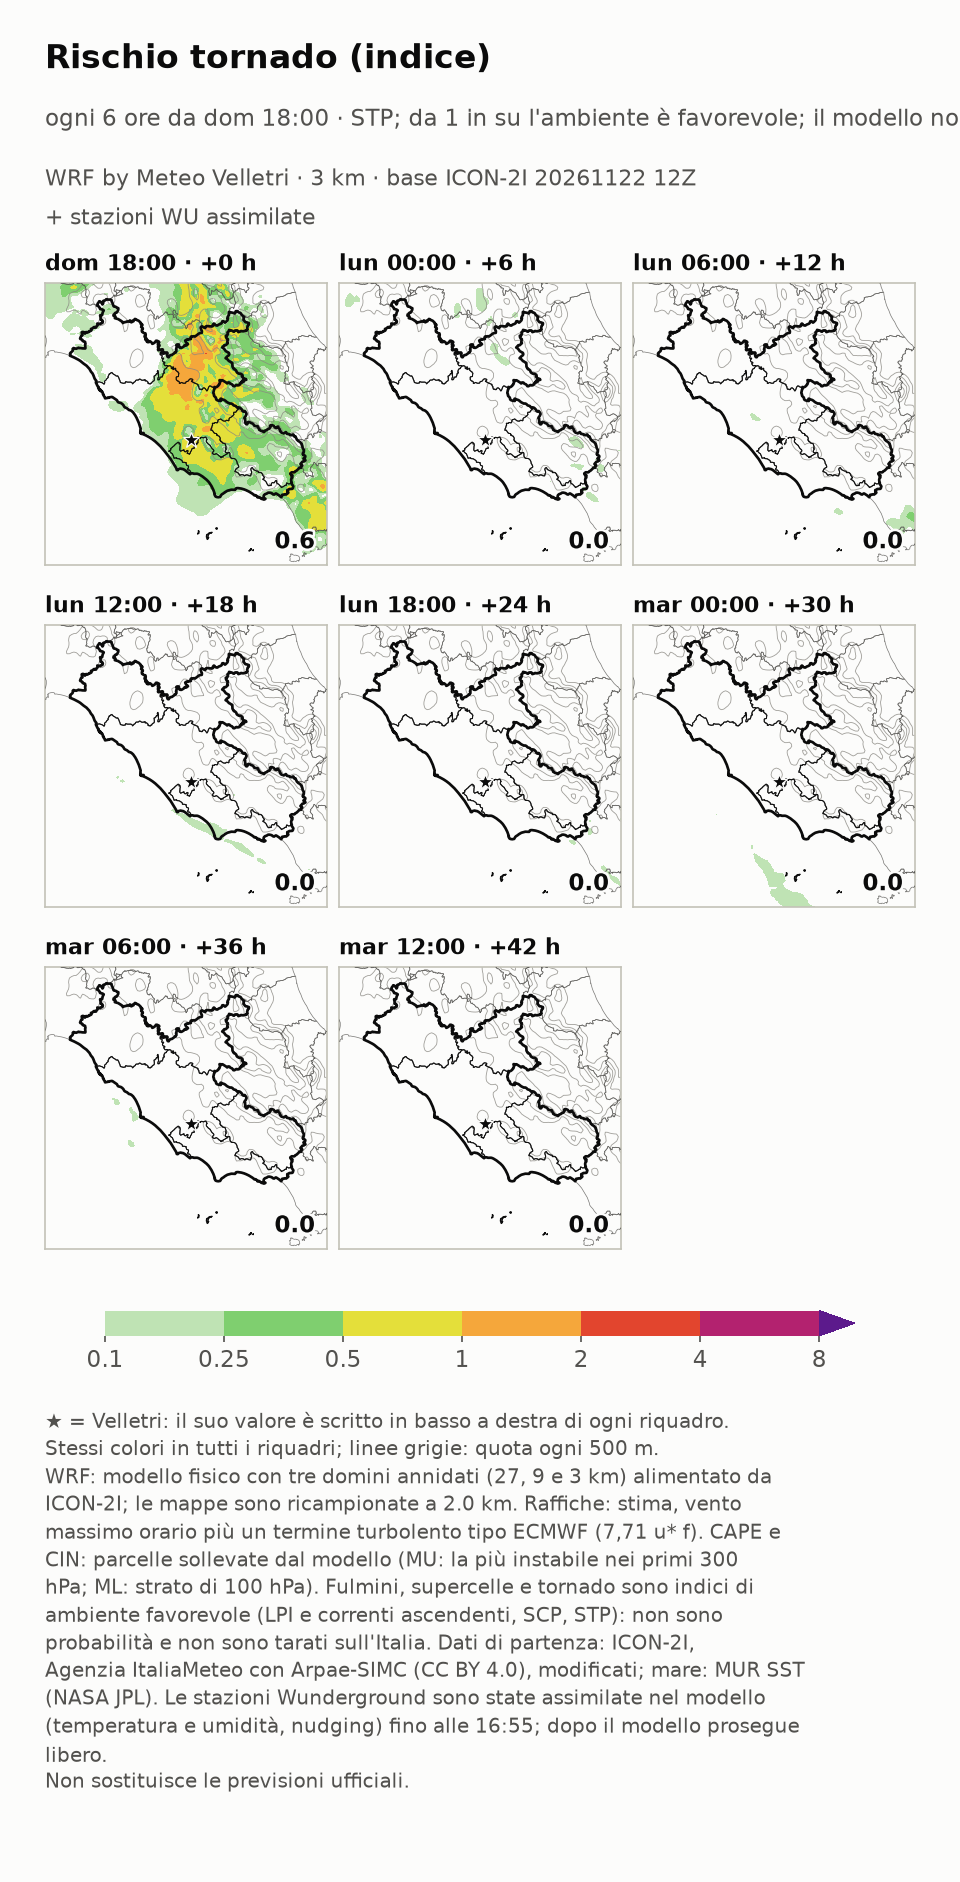 Rischio tornado (indice)
ogni 6 ore da dom 18:00 · STP; da 1 in su l'ambiente è favorevole; il modello no
WRF by Meteo Velletri · 3 km · base ICON-2I 20261122 12Z
+ stazioni WU assimilate
dom 18:00 · +0 h
lun 00:00 · +6 h
lun 06:00 · +12 h
0.6
0.0
0.0
lun 12:00 · +18 h
lun 18:00 · +24 h
mar 00:00 · +30 h
0.0
0.0
0.0
mar 06:00 · +36 h
mar 12:00 · +42 h
0.0
0.0
0.1 0.25 0.5 1 2 4 8
★ = Velletri: il suo valore è scritto in basso a destra di ogni riquadro.
Stessi colori in tutti i riquadri; linee grigie: quota ogni 500 m.
WRF: modello fisico con tre domini annidati (27, 9 e 3 km) alimentato da
ICON-2I; le mappe sono ricampionate a 2.0 km. Raffiche: stima, vento
massimo orario più un termine turbolento tipo ECMWF (7,71 u* f). CAPE e
CIN: parcelle sollevate dal modello (MU: la più instabile nei primi 300
hPa; ML: strato di 100 hPa). Fulmini, supercelle e tornado sono indici di
ambiente favorevole (LPI e correnti ascendenti, SCP, STP): non sono
probabilità e non sono tarati sull'Italia. Dati di partenza: ICON-2I,
Agenzia ItaliaMeteo con Arpae-SIMC (CC BY 4.0), modificati; mare: MUR SST
(NASA JPL). Le stazioni Wunderground sono state assimilate nel modello
(temperatura e umidità, nudging) fino alle 16:55; dopo il modello prosegue
libero.
Non sostituisce le previsioni ufficiali.